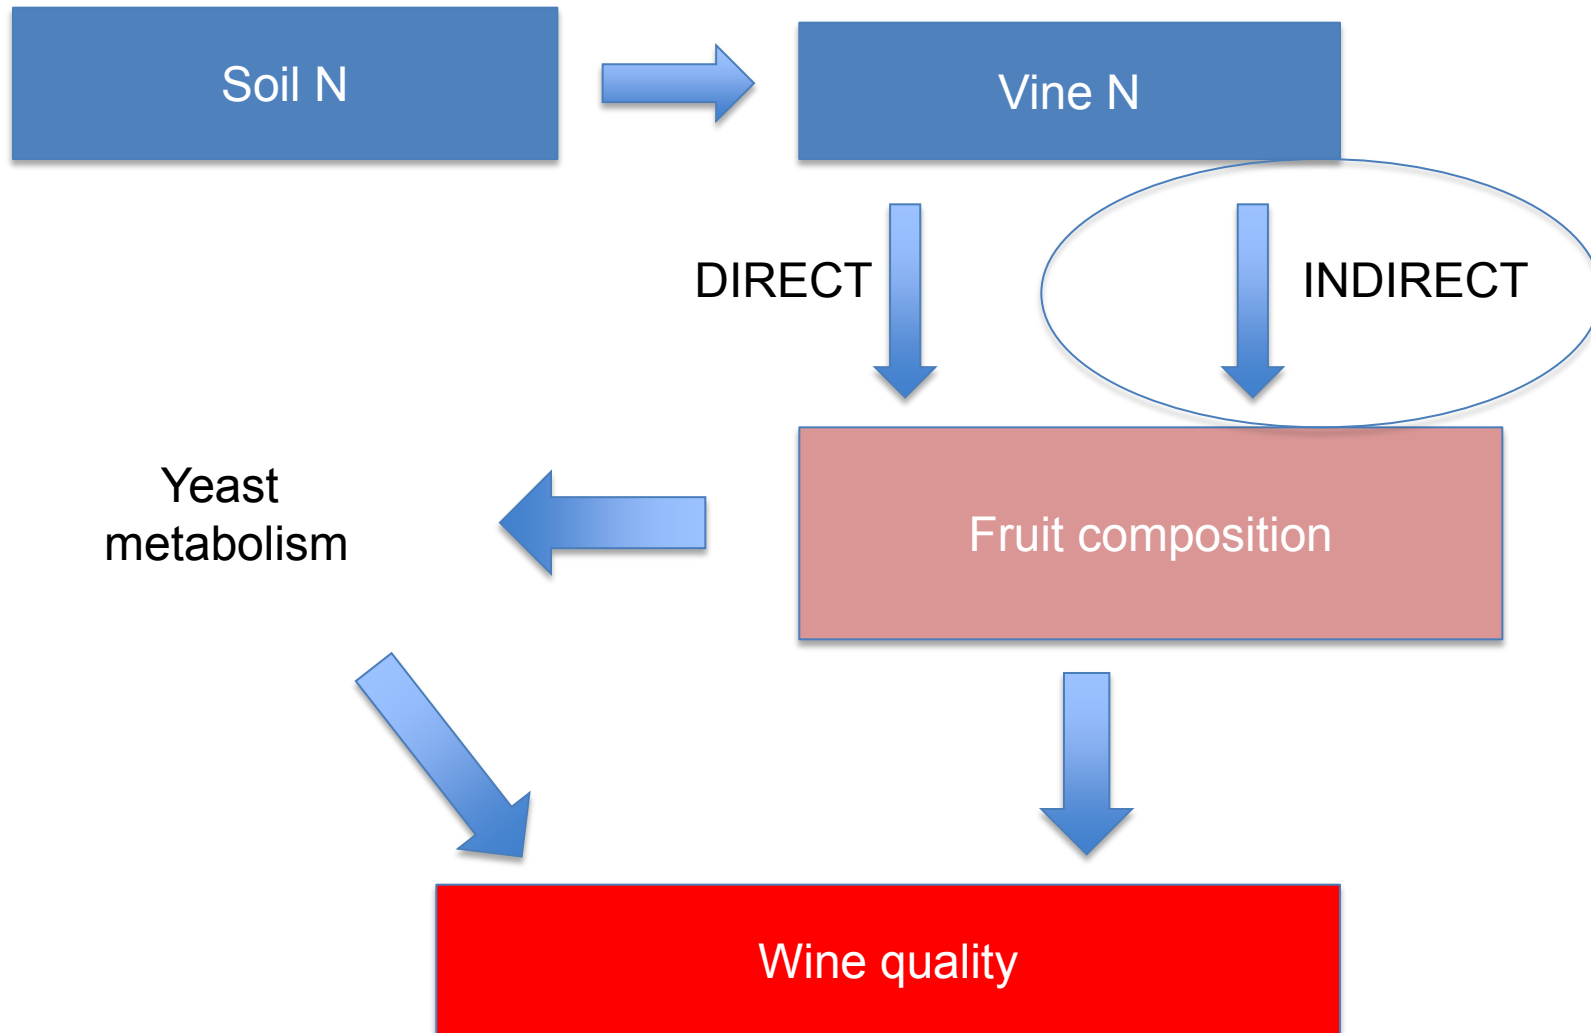 Soil N
Vine N
DIRECT
INDIRECT
Yeast
metabolism
Fruit composition
Wine quality